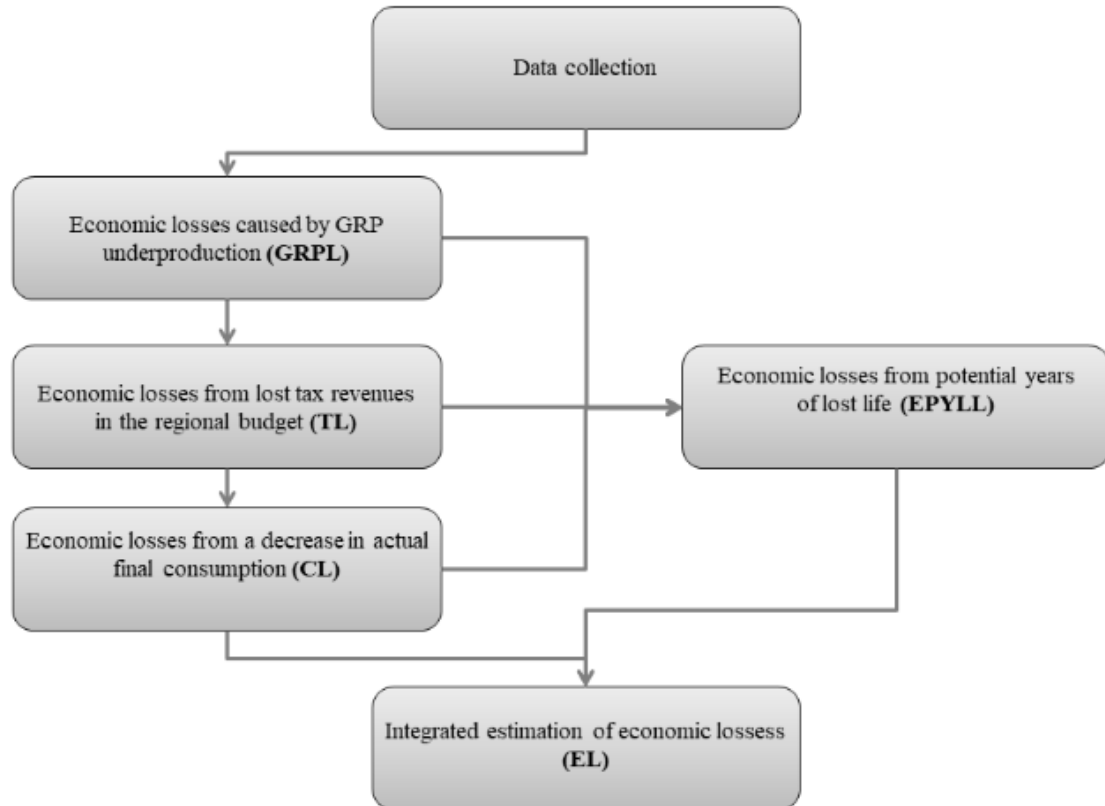 Data collection
Economic losses caused by GRP
underproduction (GRPL)
Economic losses from lost tax revenues
in the regional budget (TL)
Economic losses from potential years
of lost life (EPYLL)
Economic losses from a decrease in actual
final consumption (CL)
Integrated estimation of economic lossess
(EL)